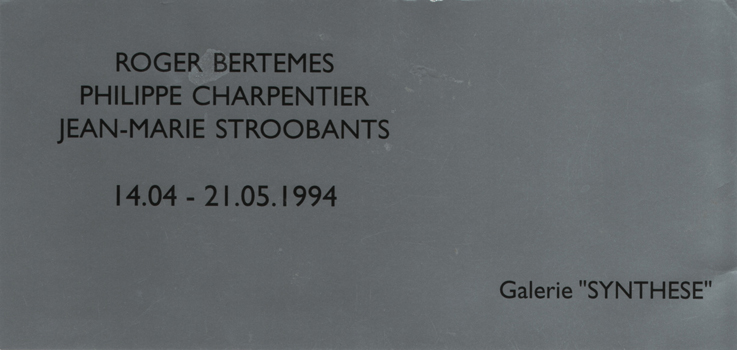 ROGER BERTEMES
PHILIPPE CHARPENTIER
JEAN-MARIE STROOBANTS
14.04 - 21.05.1994
Galerie "SYNTHESE"